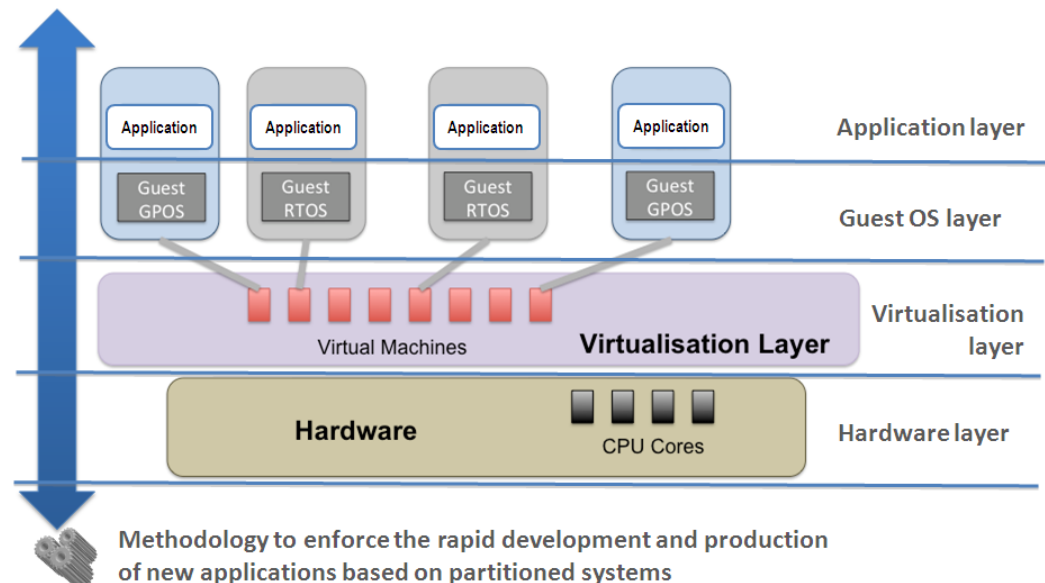 Application
Application
Application
Application
Application layer
Guest
GPOS
Guest
RTOS
Guest
RTOS
Guest
GPOS
Guest OS layer
Virtual Machines
Virtualisation Layer
Virtualisation
layer
Hardware
CPU Cores
Hardware layer
Methodology to enforce the rapid development and production
of new applications based on partitioned systems